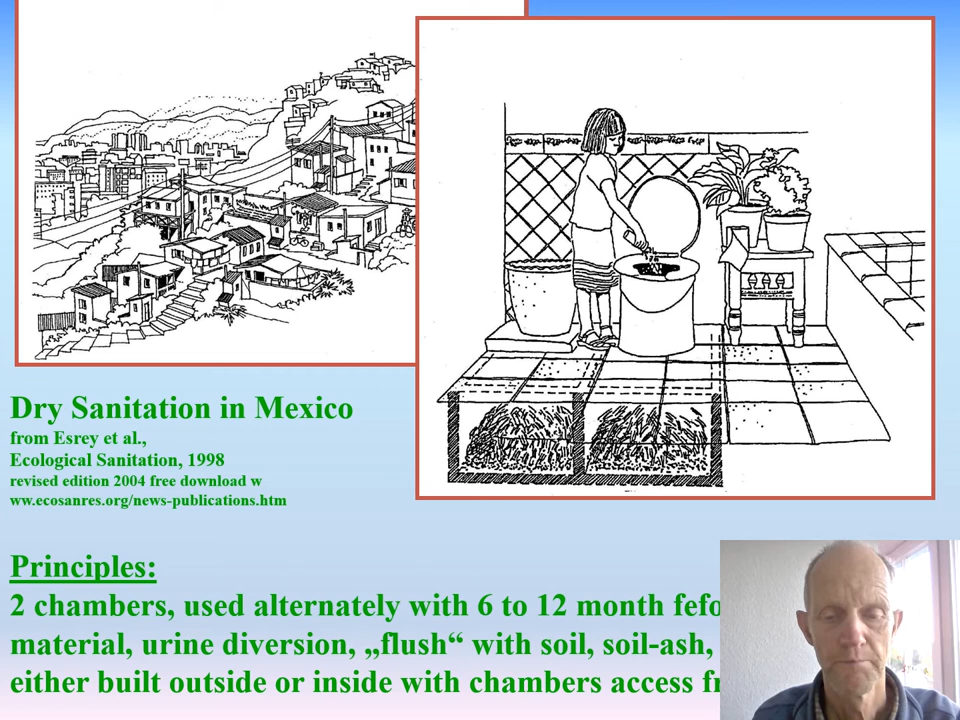 Dry Sanitation in Mexico
from Esrey et al.,
Ecological Sanitation, 1998
revised edition 2004 free download w
ww.ecosanres.org/news-publications.htm
Principles:
2 chambers, used alternately with 6 to 12 month fefo
material, urine diversion, „flush“ with soil, soil-ash,
either built outside or inside with chambers access fr